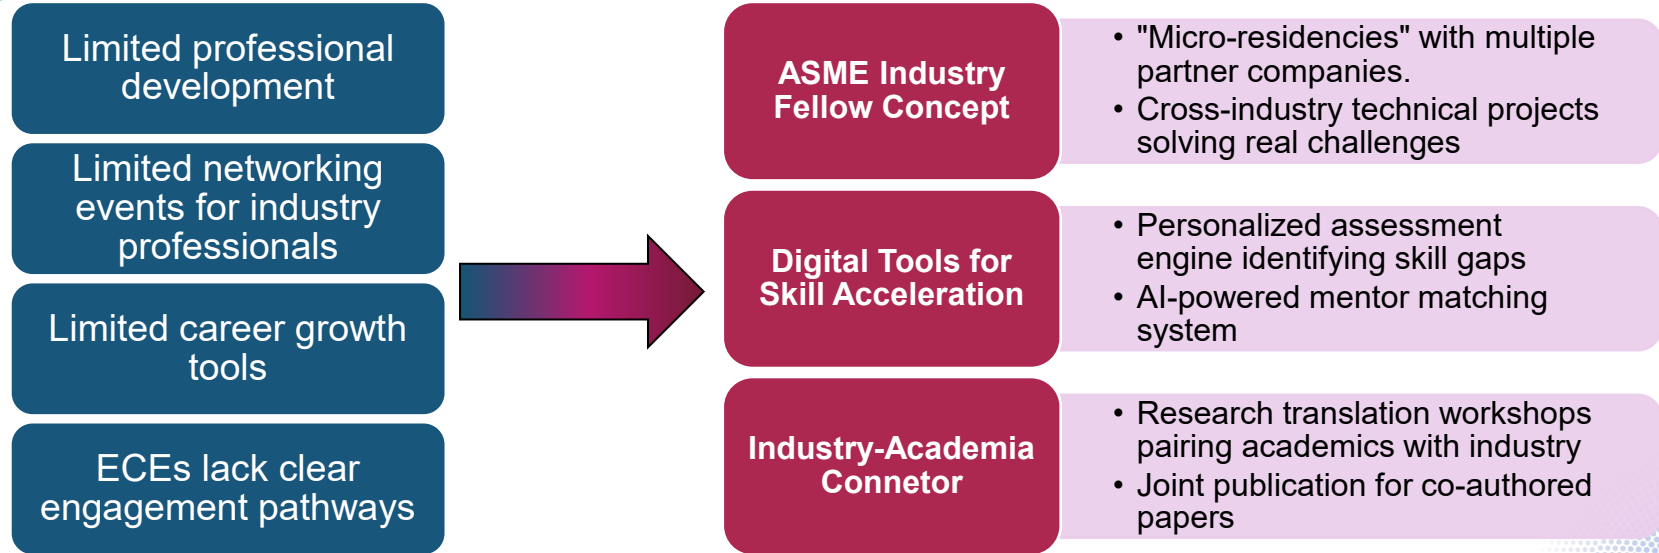 Limited professional
development
Limited networking
events for industry
professionals
Limited career growth
tools
ECEs lack clear
engagement pathways
ASME Industry
Fellow Concept
• "Micro-residencies" with multiple
partner companies.
• Cross-industry technical projects
solving real challenges
Digital Tools for
Skill Acceleration
• Personalized assessment
engine identifying skill gaps
• AI-powered mentor matching
system
Industry-Academia
Connetor
• Research translation workshops
pairing academics with industry
• Joint publication for co-authored
papers